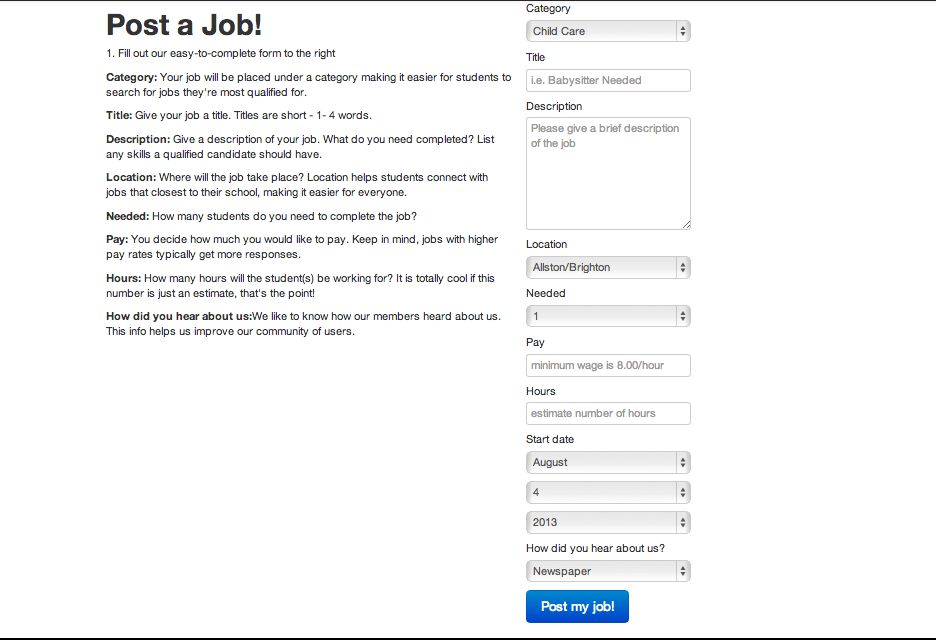 Post a Job!
1. Fill out our easy-to-complete form to the right
Category: Your job will be placed under a category making it easier for students to
search for jobs they're most qualified for.
Title: Give your job a title. Titles are short - 1- 4 words.
Description: Give a description of your job. What do you need completed? List
any skills a qualified candidate should have.
Location: Where will the job take place? Location helps students connect with
jobs that closest to their school, making it easier for everyone.
Needed: How many students do you need to complete the job?
Pay: You decide how much you would like to pay. Keep in mind, jobs with higher
pay rates typically get more responses.
Hours: How many hours will the student(s) be working for? It is totally cool if this
number is just an estimate, that's the point!
How did you hear about us:We like to know how our members heard about us.
This info helps us improve our community of users.
Category
Child Care
Title
i.e. Babysitter Needed
Description
Please give a brief description
of the job
Location
Allston/Brighton
Needed
1
Pay
minimum wage is 8.00/hour
Hours
estimate number of hours
Start date
August
4
2013
How did you hear about us?
Newspaper
Post my job!